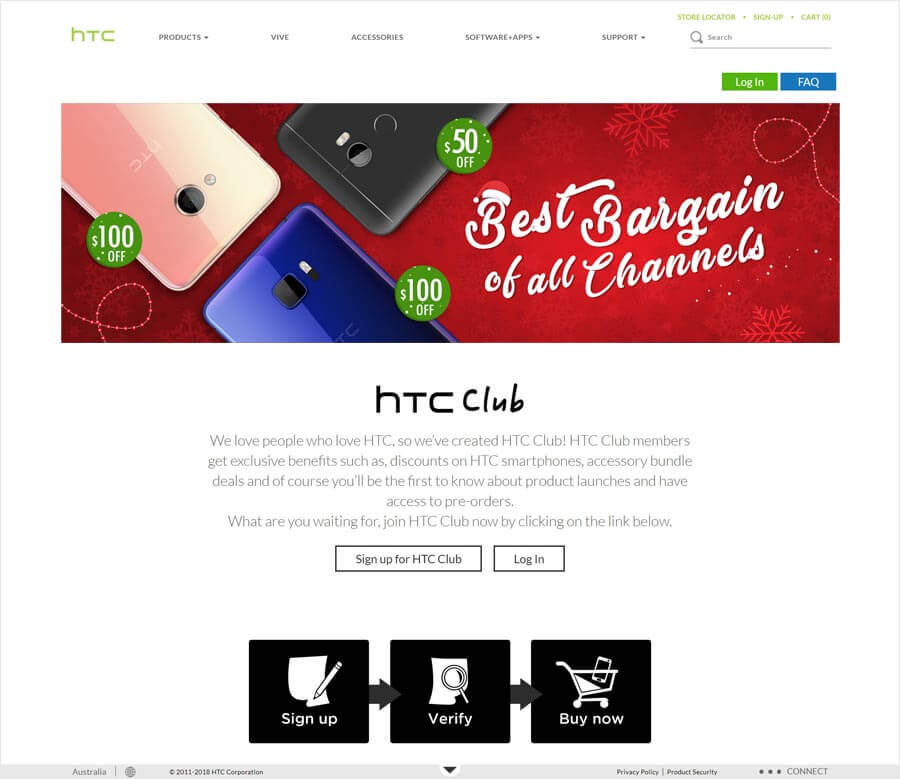 STORE LOCATOR • SIGN-UP • CART (0)
hTC
PRODUCTS VIVE ACCESSORIES SOFTWARE+APPS SUPPORT
Search
Log In FAQ
hTC
$50 OFF
$100 OFF
$100 OFF
hTC
Best Bargain
of all Channels
hTC Club
We love people who love HTC, so we've created HTC Club! HTC Club members
get exclusive benefits such as, discounts on HTC smartphones, accessory bundle
deals and of course you'll be the first to know about product launches and have
access to pre-orders.
What are you waiting for, join HTC Club now by clicking on the link below.
Sign up for HTC Club Log In
Sign up Verify Buy now
Australia | © 2011-2018 HTC Corporation Privacy Policy | Product Security ••• CONNECT